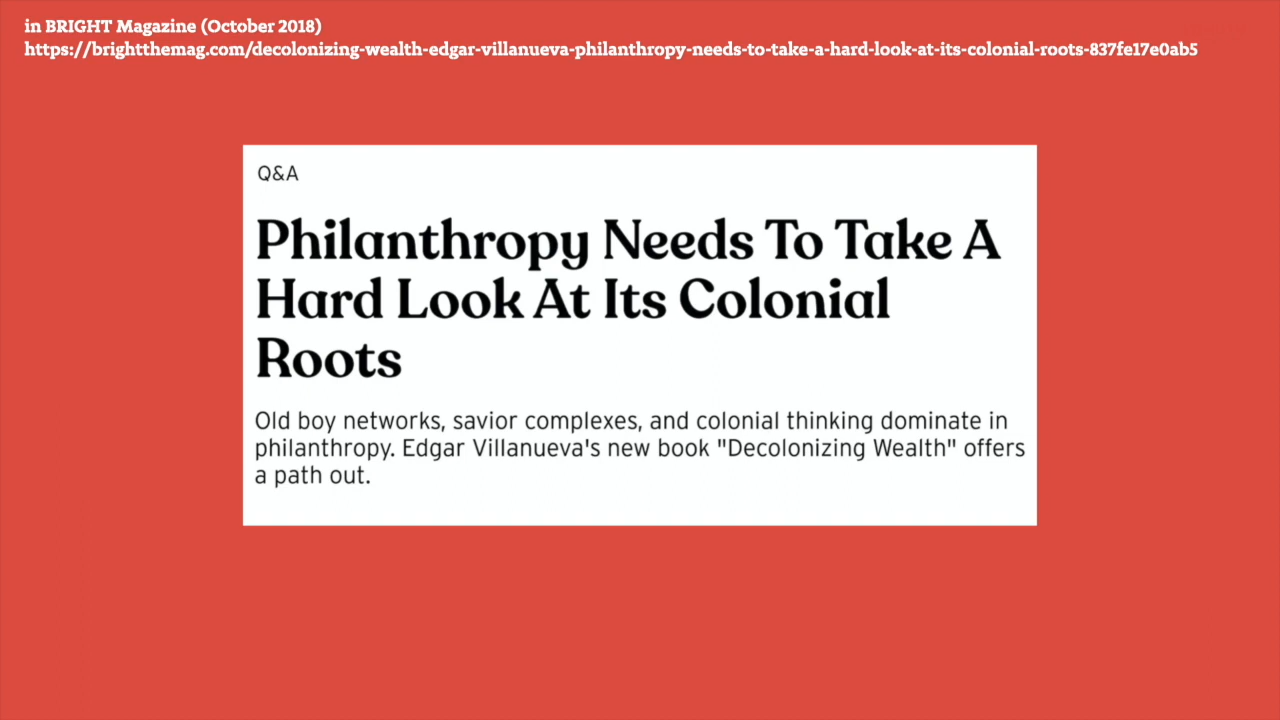 in BRIGHT Magazine (October 2018)
https://brightthemag.com/decolonizing-wealth-edgar-villanueva-philanthropy-needs-to-take-a-hard-look-at-its-colonial-roots-837fe17e0ab5
Q&A
Philanthropy Needs To Take A
Hard Look At Its Colonial
Roots
Old boy networks, savior complexes, and colonial thinking dominate in
philanthropy. Edgar Villanueva's new book "Decolonizing Wealth" offers
a path out.